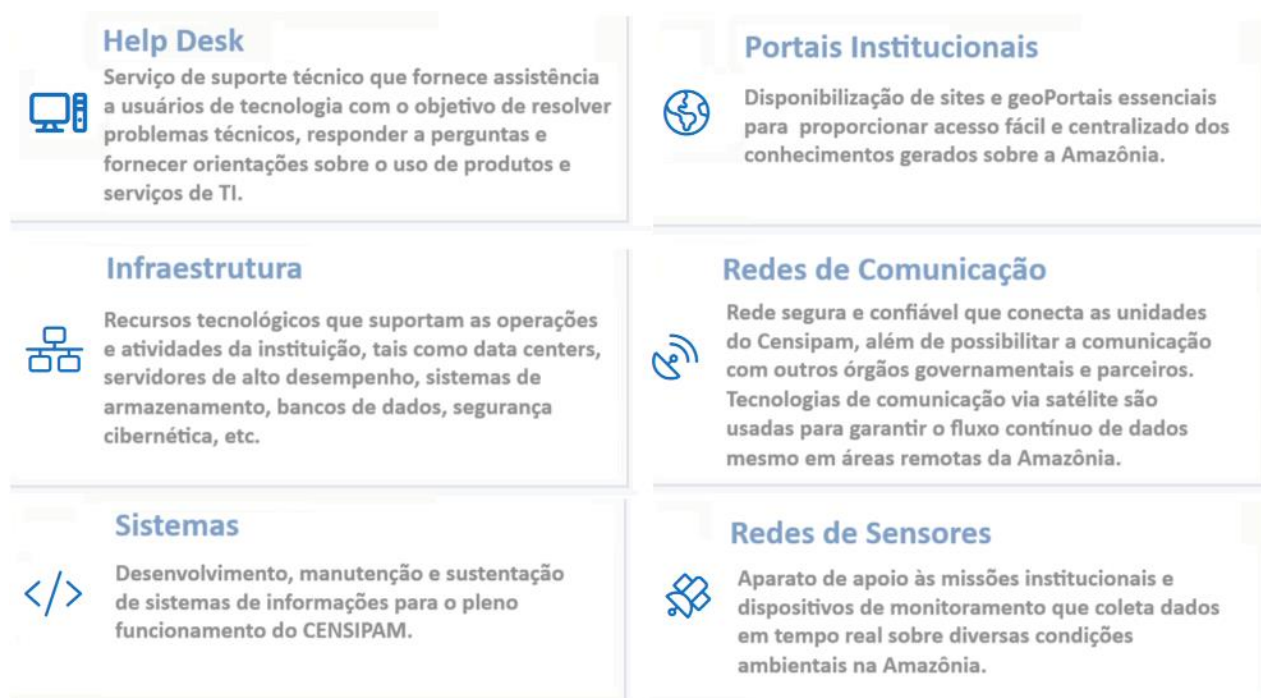 Help Desk
Serviço de suporte técnico que fornece assistência
a usuários de tecnologia com o objetivo de resolver
problemas técnicos, responder a perguntas e
fornecer orientações sobre o uso de produtos e
serviços de TI.
Portais Institucionais
Disponibilização de sites e geoPortais essenciais
para proporcionar acesso fácil e centralizado dos
conhecimentos gerados sobre a Amazônia.
Infraestrutura
Recursos tecnológicos que suportam as operações
e atividades da instituição, tais como data centers,
servidores de alto desempenho, sistemas de
armazenamento, bancos de dados, segurança
cibernética, etc.
Redes de Comunicação
Rede segura e confiável que conecta as unidades
do Censipam, além de possibilitar a comunicação
com outros órgãos governamentais e parceiros.
Tecnologias de comunicação via satélite são
usadas para garantir o fluxo contínuo de dados
mesmo em áreas remotas da Amazônia.
Sistemas
Desenvolvimento, manutenção e sustentação
de sistemas de informações para o pleno
funcionamento do CENSIPAM.
Redes de Sensores
Aparato de apoio às missões institucionais e
dispositivos de monitoramento que coleta dados
em tempo real sobre diversas condições
ambientais na Amazônia.